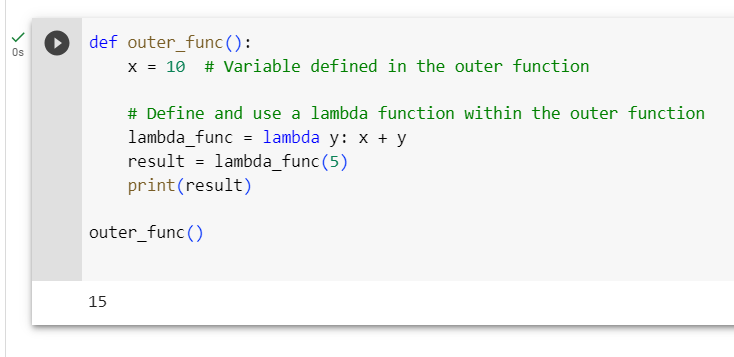 def outer_func():
    x = 10  # Variable defined in the outer function

    # Define and use a lambda function within the outer function
    lambda_func = lambda y: x + y
    result = lambda_func(5)
    print(result)

outer_func()
0s
15